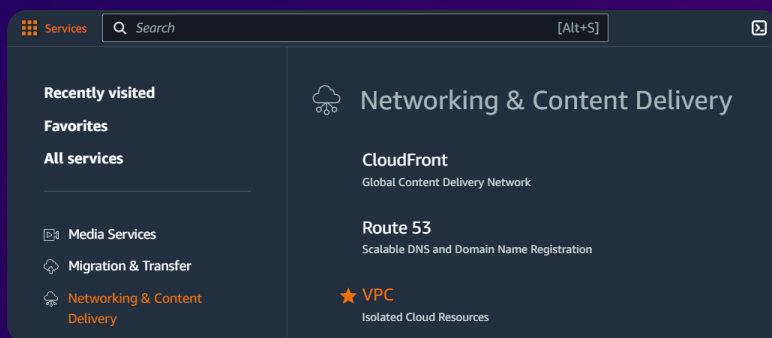 Services
Search [Alt+S]
Recently visited
Favorites
All services
Media Services
Migration & Transfer
Networking & Content
Delivery
Networking & Content Delivery
CloudFront
Global Content Delivery Network
Route 53
Scalable DNS and Domain Name Registration
VPC
Isolated Cloud Resources